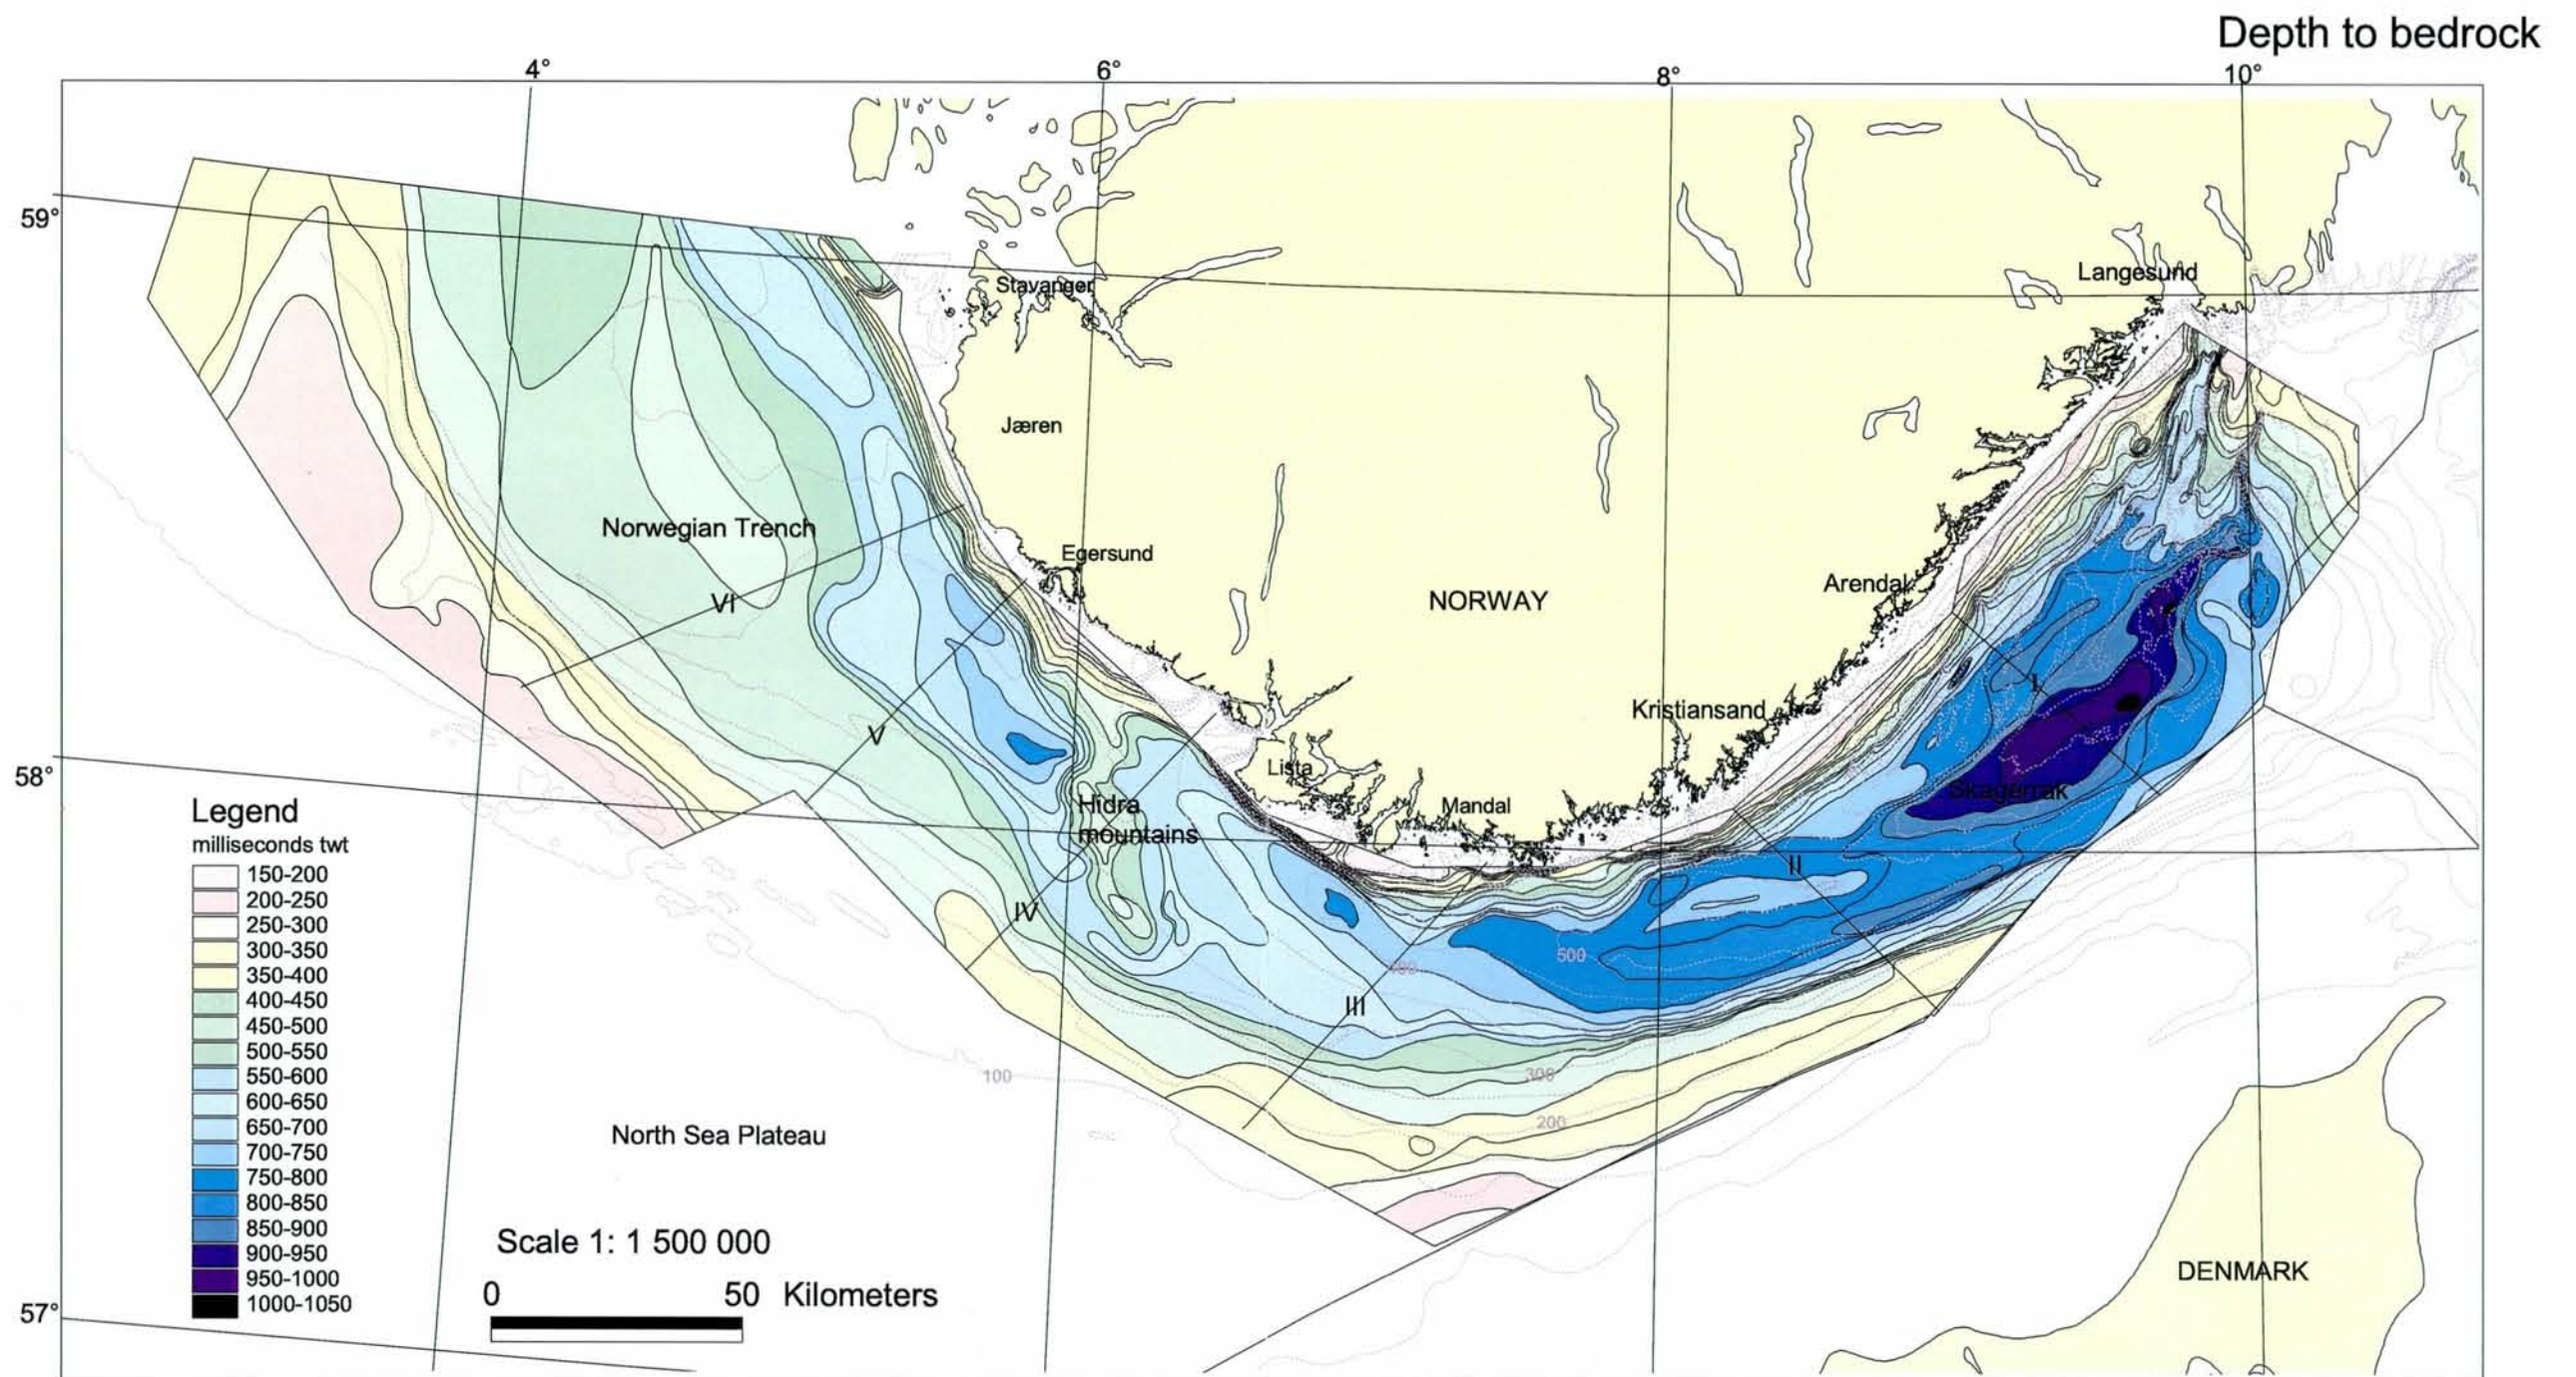 Depth to bedrock
4°
6°
8°
10°
59°
58°
57°
Stavanger
Langesund
Jæren
Norwegian Trench
Egersund
VI
NORWAY
Arendal
I
V
Kristiansand
Lista
Mandal
Skagerrak
Hidra
mountains
II
IV
500
400
III
100
300
200
North Sea Plateau
DENMARK
Legend
milliseconds twt
150-200
200-250
250-300
300-350
350-400
400-450
450-500
500-550
550-600
600-650
650-700
700-750
750-800
800-850
850-900
900-950
950-1000
1000-1050
Scale 1: 1 500 000
0 50 Kilometers